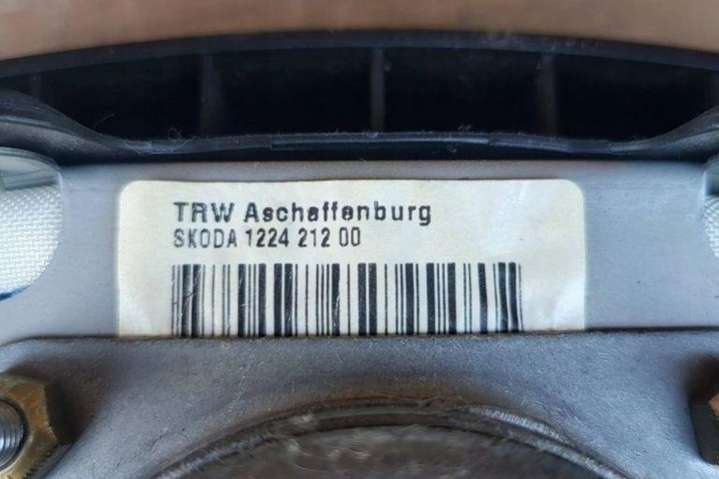 TRW Aschaffenburg
SKODA 1224 212 00